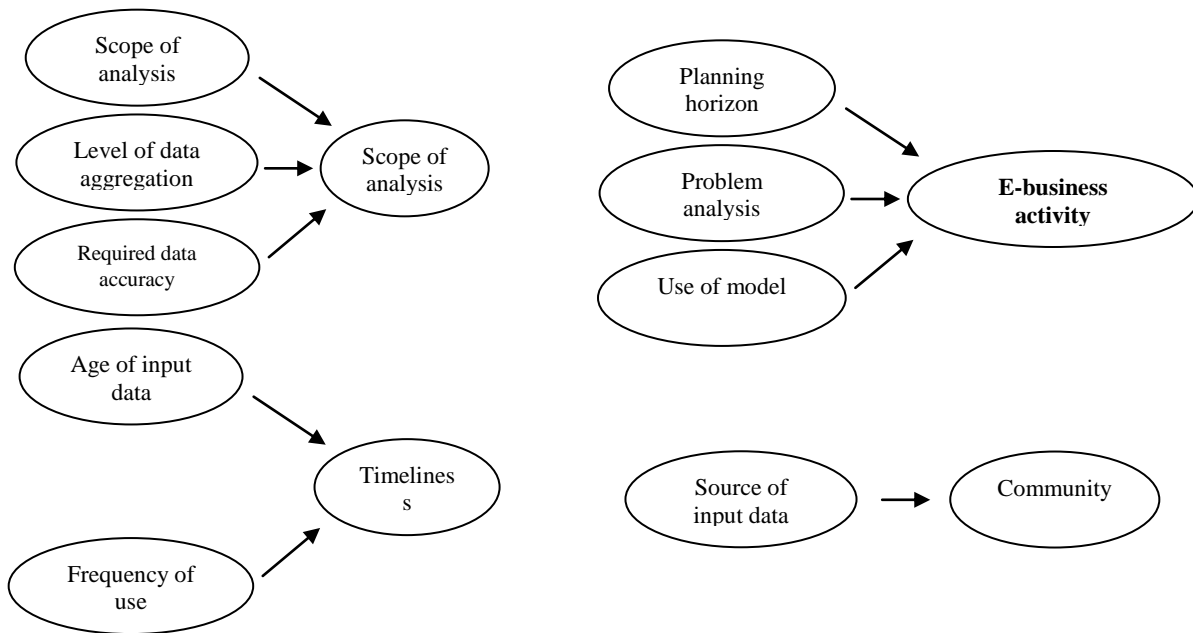 Scope of
analysis
Level of data
aggregation
Required data
accuracy
Scope of
analysis
Age of input
data
Frequency of
use
Timelines
s
Planning
horizon
Problem
analysis
Use of model
E-business
activity
Source of
input data
Community